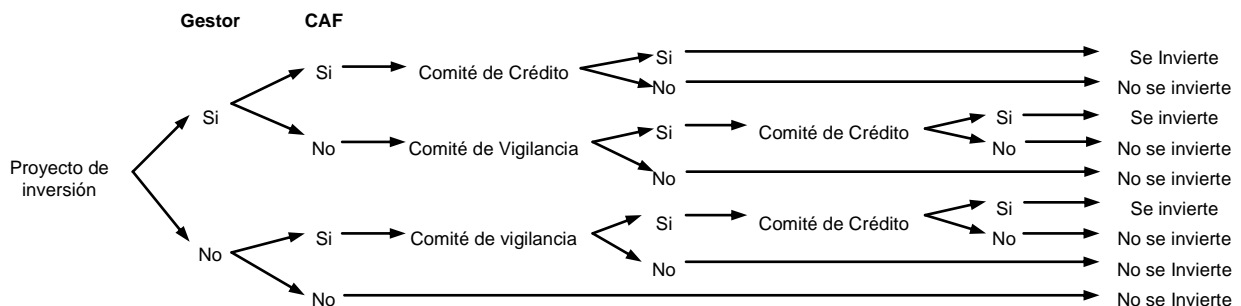 Gestor CAF
Si Se Invierte
Si Comité de Crédito
No No se invierte
Si
Si Si Se invierte
No Comité de Vigilancia Comité de Crédito
No No se invierte
Proyecto de
inversión
No No se invierte
Si Si Se invierte
No Si Comité de vigilancia Comité de Crédito
No No se invierte
No No se Invierte
No No se Invierte